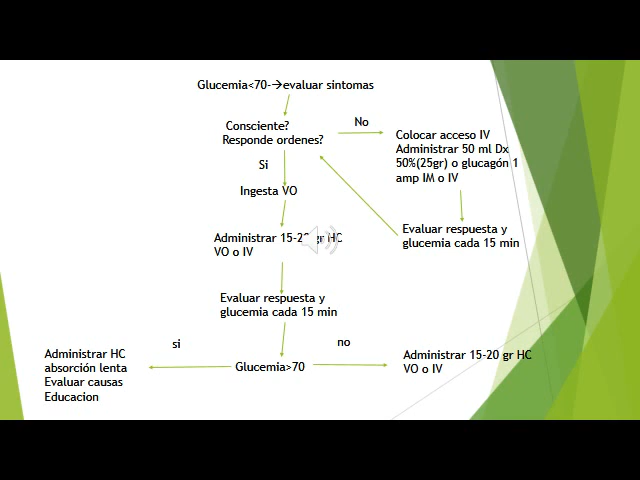 Glucemia<70-→evaluar sintomas
Consciente?
Responde ordenes?
No
Colocar acceso IV
Administrar 50 ml Dx
50%(25gr) o glucagón 1
amp IM o IV
Si
Ingesta VO
Evaluar respuesta y
glucemia cada 15 min
Administrar 15-20 gr HC
VO o IV
Evaluar respuesta y
glucemia cada 15 min
si
no
Glucemia>70
Administrar HC
absorción lenta
Evaluar causas
Educacion
Administrar 15-20 gr HC
VO o IV